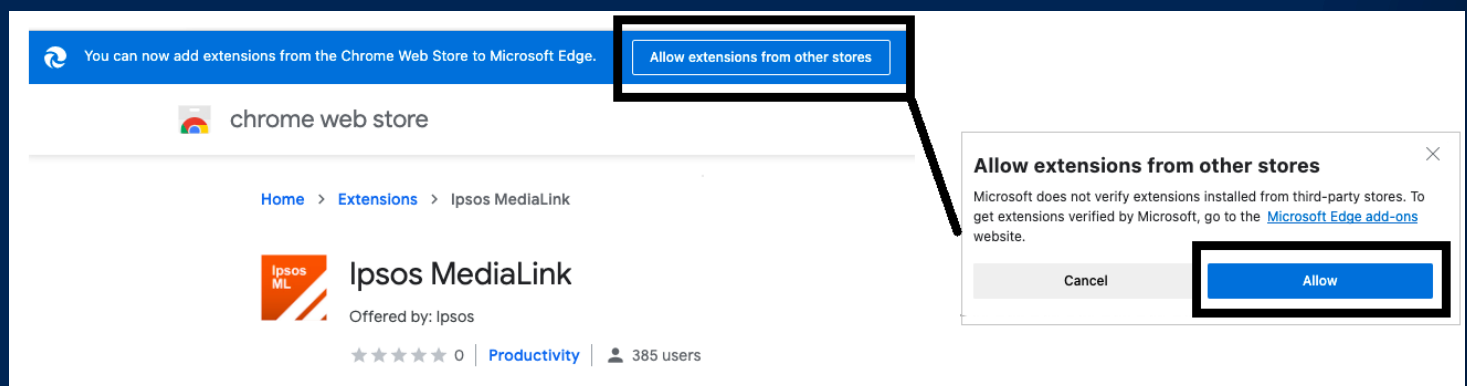 You can now add extensions from the Chrome Web Store to Microsoft Edge.
Allow extensions from other stores
chrome web store
Home > Extensions > Ipsos MediaLink
Ipsos
ML
Ipsos MediaLink
Offered by: Ipsos
0 | Productivity | 385 users
Allow extensions from other stores
Microsoft does not verify extensions installed from third-party stores. To
get extensions verified by Microsoft, go to the Microsoft Edge add-ons
website.
Cancel
Allow